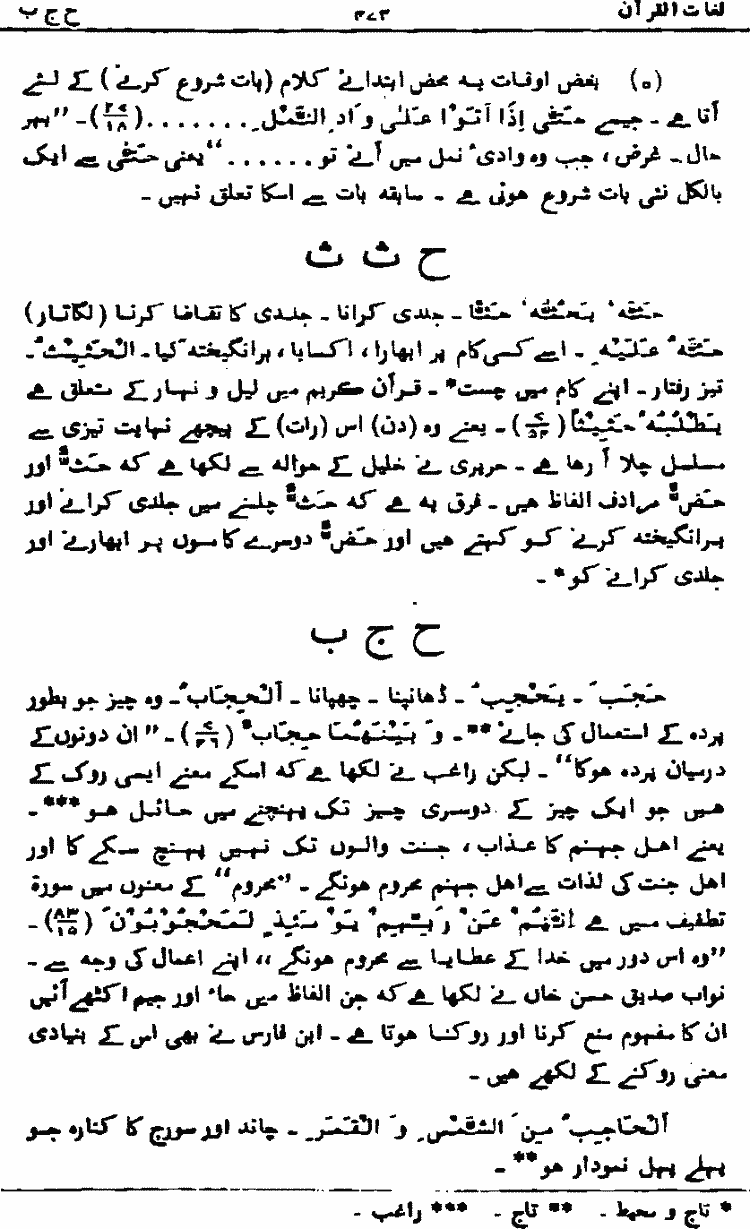 لغات القرآن ۴۷۳ ح ج ب
(۵) بعض اوقات یہ محض ابتدائے کلام (بات شروع کرنے) کے لئے
آتا ہے ۔ جیسے حَتّٰی اِذَا اَتَوْا عَلٰی وَادِ النَّمْلِ . . . . . . . (۲۷/۱۸) ۔ ”بہر
حال ۔ غرض ، جب وہ وادیٔ نمل میں آئے تو . . . . . . “ یعنی حَتّٰی سے ایک
بالکل نئی بات شروع ہوتی ہے ۔ سابقہ بات سے اسکا تعلق نہیں ۔
ح ث ث
حَثَّہٗ یَحُثُّہٗ حَثًّا ۔ جلدی کرانا ۔ جلدی کا تقاضا کرنا (لگاتار)
حَثَّہٗ عَلَیْہِ ۔ اسے کسی کام پر ابھارا ، اکسایا ، برانگیختہ کیا ۔ اَلْحَثِیْثُ ۔
تیز رفتار ۔ اپنے کام میں چست* ۔ قرآن کریم میں لیل و نہار کے متعلق ہے
یَطْلُبُہٗ حَثِیْثًا (۷/۵۴) ۔ یعنے وہ (دن) اس (رات) کے پیچھے نہایت تیزی سے
مسلسل چلا آ رہا ہے ۔ حریری نے خلیل کے حوالہ سے لکھا ہے کہ حَثٌّ اور
حَضٌّ مرادف الفاظ ہیں ۔ فرق یہ ہے کہ حَثٌّ چلنے میں جلدی کرانے اور
برانگیختہ کرنے کو کہتے ہیں اور حَضٌّ دوسرے کاموں پر ابھارنے اور
جلدی کرانے کو* ۔
ح ج ب
حَجَبَ ۔ یَحْجِبُ ۔ ڈھانپنا ۔ چھپانا ۔ اَلْحِجَابُ ۔ وہ چیز جو بطور
پردہ کے استعمال کی جائے** ۔ وَ بَیْنَہُمَا حِجَابٌ (۷/۴۶) ۔ ”ان دونوں کے
درمیان پردہ ہوگا“ ۔ لیکن راغب نے لکھا ہے کہ اسکے معنے ایسی روک کے
ہیں جو ایک چیز کے دوسری چیز تک پہنچنے میں حائل ہو*** ۔
یعنے اہل جہنم کا عذاب ، جنت والوں تک نہیں پہنچ سکے گا اور
اہل جنت کی لذات سے اہل جہنم محروم ہونگے ۔ ”محروم“ کے معنوں میں سورۃ
تطفیف میں ہے اِنَّہُمْ عَنْ رَبِّہِمْ یَوْمَئِذٍ لَمَحْجُوْبُوْنَ (۸۳/۱۵) ۔
”وہ اس دور میں خدا کے عطایا سے محروم ہونگے ،، اپنے اعمال کی وجہ سے ۔
نواب صدیق حسن خاں نے لکھا ہے کہ جن الفاظ میں حاء اور جیم اکٹھے آئیں
ان کا مفہوم منع کرنا اور روکنا ہوتا ہے ۔ ابن فارس نے بھی اس کے بنیادی
معنی روکنے کے لکھے ہیں ۔
اَلْحَاجِبُ مِنَ الشَّمْسِ وَ الْقَمَرِ ۔ چاند اور سورج کا کنارہ جو
پہلے پہل نمودار ہو** ۔
* تاج و محیط ۔ ** تاج ۔ *** راغب ۔